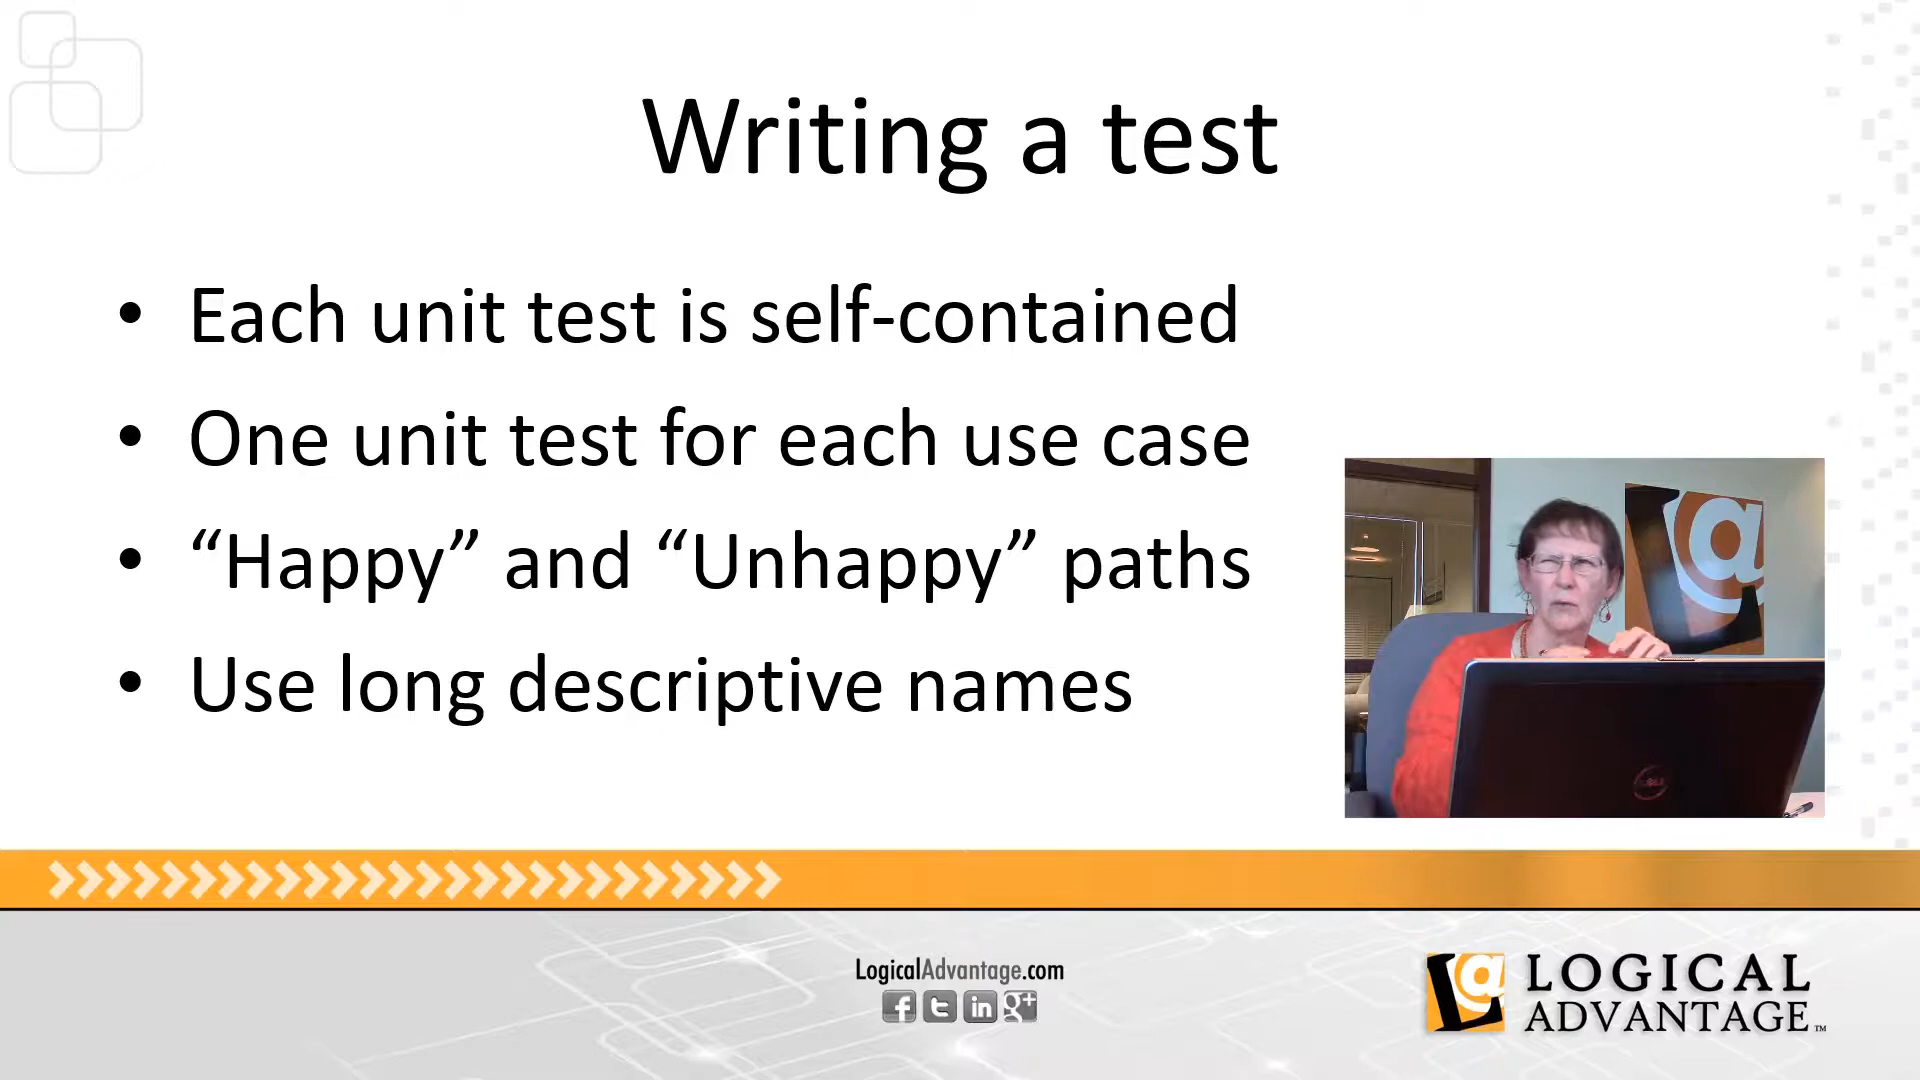 Writing a test
• Each unit test is self-contained
• One unit test for each use case
• “Happy” and “Unhappy” paths
• Use long descriptive names
LogicalAdvantage.com
LOGICAL
ADVANTAGE™